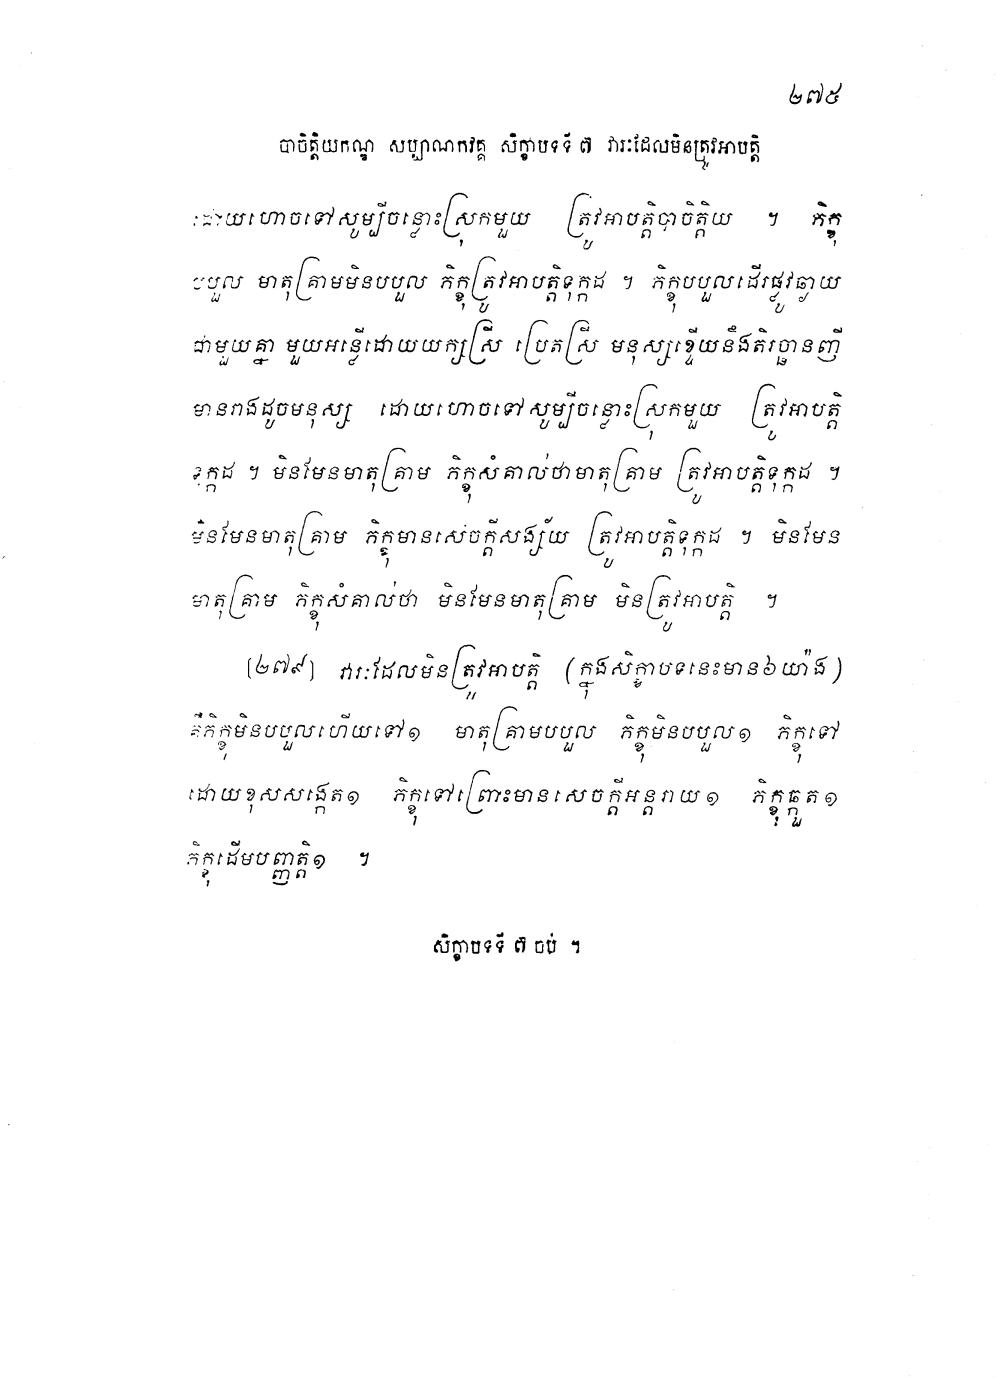 ២៧៥
បាចិត្តិយកណ្ឌ សប្បាណកវគ្គ សិក្ខាបទទី ៧ វារៈដែលមិនត្រូវអាបត្តិ
ដោយហោចទៅសូម្បីចន្លោះស្រុកមួយ ត្រូវអាបត្តិបាចិត្តិយ ។ ភិក្ខុ
បបួល មាតុគ្រាមមិនបបួល ភិក្ខុត្រូវអាបត្តិទុក្កដ ។ ភិក្ខុបបួលដើរផ្លូវឆ្ងាយ
ជាមួយគ្នា មួយអន្លើដោយយក្សស្រី ប្រេតស្រី មនុស្សខ្ទើយនឹងតិរច្ឆានញី
មានរាងដូចមនុស្ស ដោយហោចទៅសូម្បីចន្លោះស្រុកមួយ ត្រូវអាបត្តិ
ទុក្កដ ។ មិនមែនមាតុគ្រាម ភិក្ខុសំគាល់ថាមាតុគ្រាម ត្រូវអាបត្តិទុក្កដ ។
មិនមែនមាតុគ្រាម ភិក្ខុមានសេចក្តីសង្ស័យ ត្រូវអាបត្តិទុក្កដ ។ មិនមែន
មាតុគ្រាម ភិក្ខុសំគាល់ថា មិនមែនមាតុគ្រាម មិនត្រូវអាបត្តិ ។
[២៧៩] វារៈដែលមិនត្រូវអាបត្តិ (ក្នុងសិក្ខាបទនេះមាន៦យ៉ាង)
គឺភិក្ខុមិនបបួលហើយទៅ១ មាតុគ្រាមបបួល ភិក្ខុមិនបបួល១ ភិក្ខុទៅ
ដោយខុសសង្កេត១ ភិក្ខុទៅព្រោះមានសេចក្តីអន្តរាយ១ ភិក្ខុឆ្កួត១
ភិក្ខុដើមបញ្ញត្តិ១ ។
សិក្ខាបទទី ៧ ចប់ ។